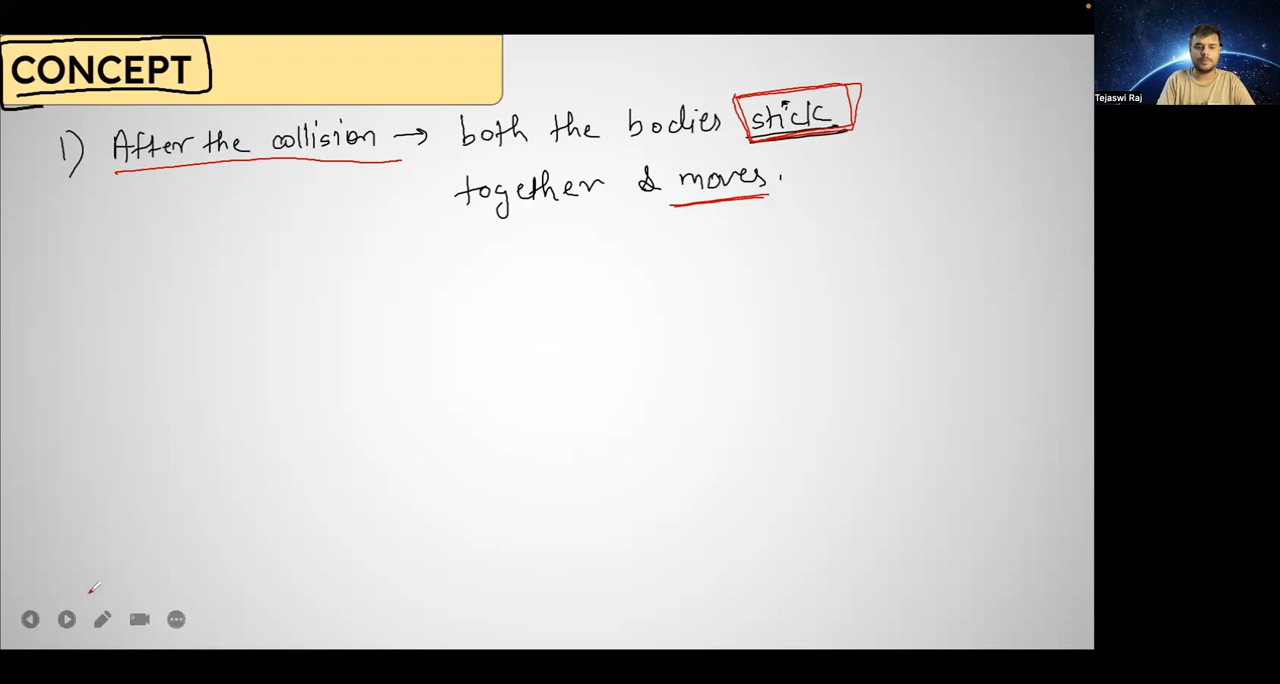 CONCEPT
1) After the collision → both the bodies stick
together & moves.
Tejaswi Raj